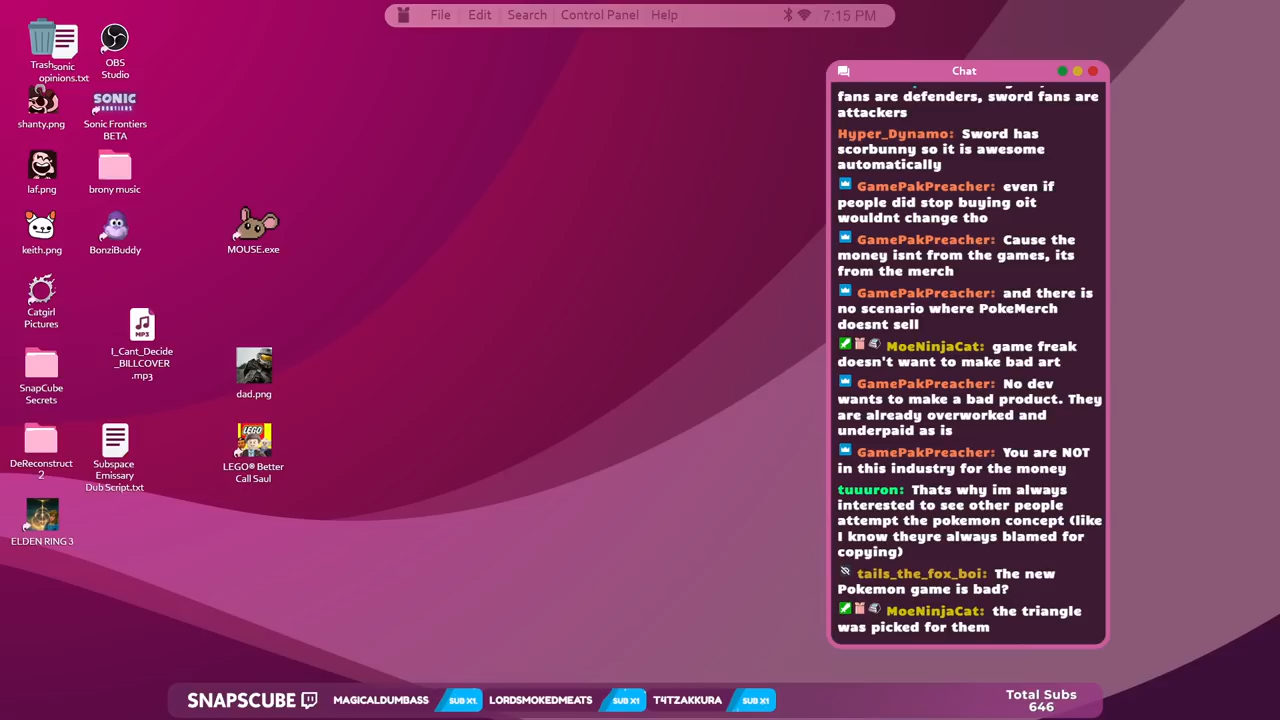 File Edit Search Control Panel Help 7:15 PM
Trash
sonic
opinions.txt
OBS
Studio
shanty.png
SONIC
FRONTIERS
Sonic Frontiers
BETA
laf.png
brony music
keith.png
BonziBuddy
MOUSE.exe
Catgirl
Pictures
MP3
I_Cant_Decide
_BILLCOVER
.mp3
SnapCube
Secrets
dad.png
DeReconstruct
2
Subspace
Emissary
Dub Script.txt
LEGO
LEGO® Better
Call Saul
ELDEN RING 3
Chat
fans are defenders, sword fans are
attackers
Hyper_Dynamo: Sword has
scorbunny so it is awesome
automatically
GamePakPreacher: even if
people did stop buying oit
wouldnt change tho
GamePakPreacher: Cause the
money isnt from the games, its
from the merch
GamePakPreacher: and there is
no scenario where PokeMerch
doesnt sell
MoeNinjaCat: game freak
doesn't want to make bad art
GamePakPreacher: No dev
wants to make a bad product. They
are already overworked and
underpaid as is
GamePakPreacher: You are NOT
in this industry for the money
tuuuron: Thats why im always
interested to see other people
attempt the pokemon concept (like
I know theyre always blamed for
copying)
tails_the_fox_boi: The new
Pokemon game is bad?
MoeNinjaCat: the triangle
was picked for them
SNAPSCUBE MAGICALDUMBASS SUB X1 LORDSMOKEDMEATS SUB X1 T4TZAKKURA SUB X1
Total Subs
646